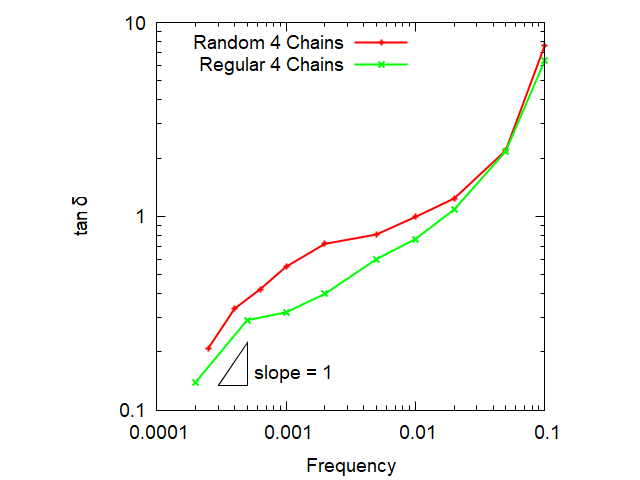 10
Random 4 Chains
Regular 4 Chains
tan δ
1
slope = 1
0.1
0.0001
0.001
0.01
0.1
Frequency